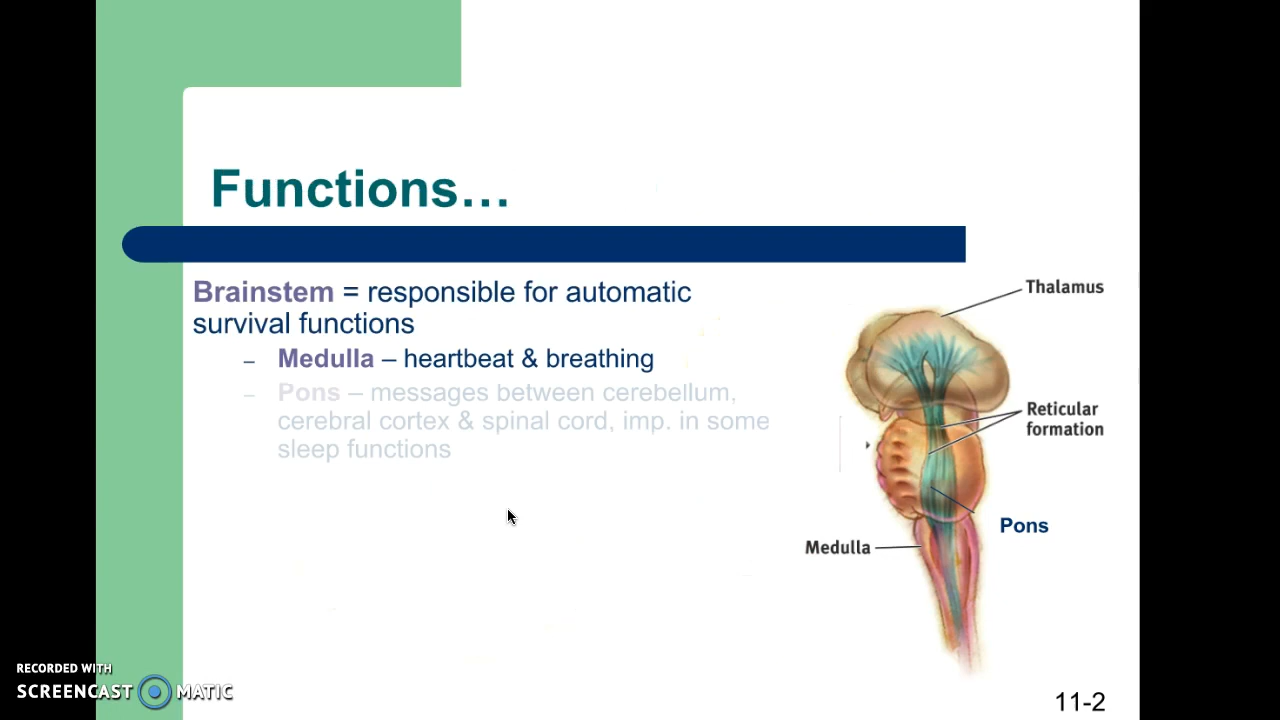 Functions…
Brainstem = responsible for automatic
survival functions
– Medulla – heartbeat & breathing
– Pons – messages between cerebellum,
cerebral cortex & spinal cord, imp. in some
sleep functions
Thalamus
Reticular
formation
Pons
Medulla
RECORDED WITH
SCREENCAST MATIC
11-2